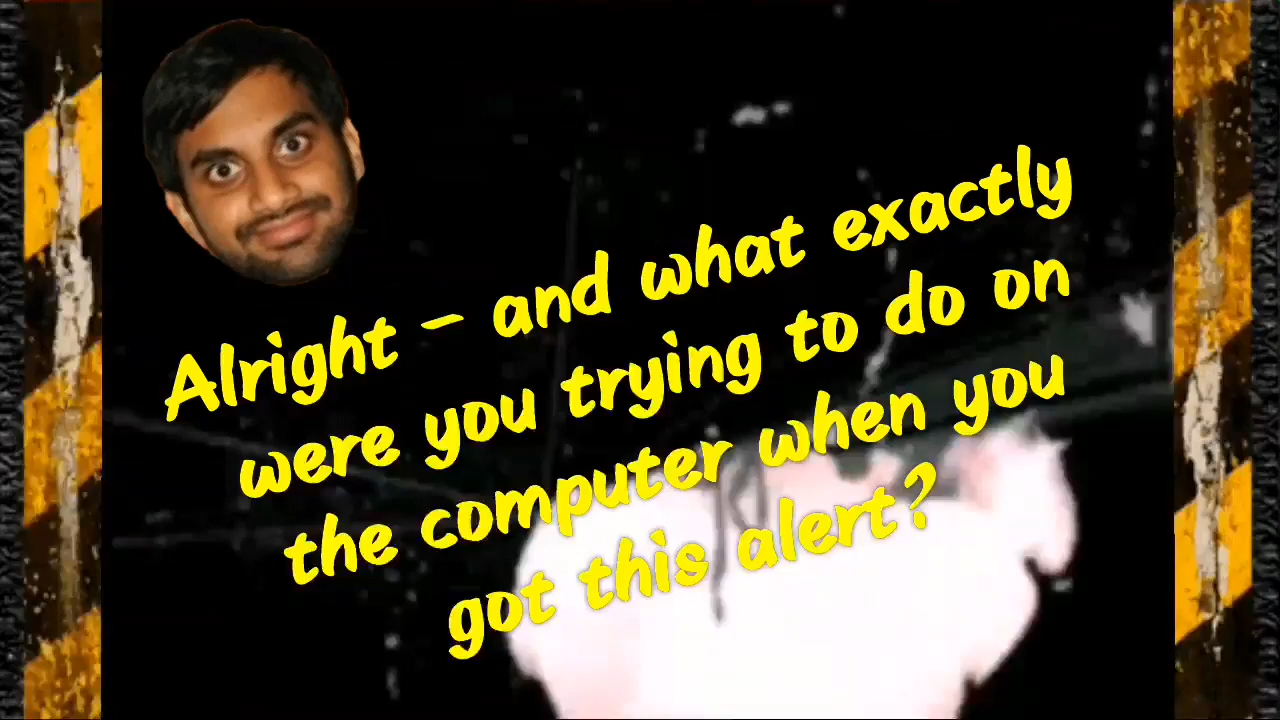 Alright – and what exactly
were you trying to do on
the computer when you
got this alert?